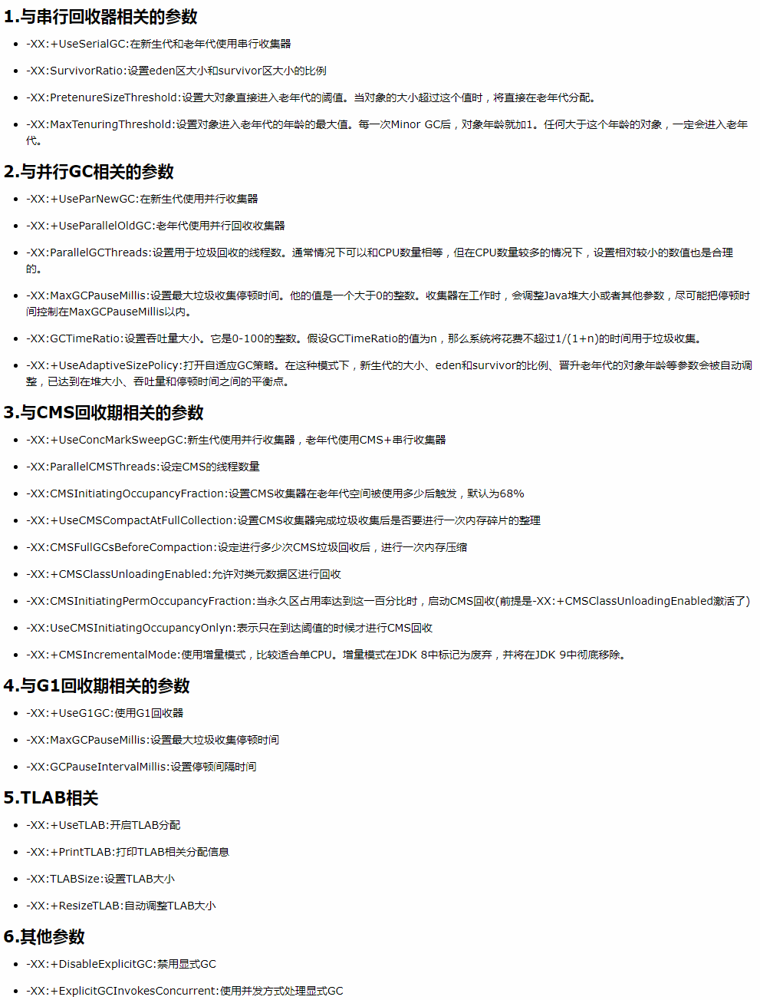 1.与串行回收器相关的参数
-XX:+UseSerialGC:在新生代和老年代使用串行收集器
-XX:SurvivorRatio:设置eden区大小和survivor区大小的比例
-XX:PretenureSizeThreshold:设置大对象直接进入老年代的阈值。当对象的大小超过这个值时，将直接在老年代分配。
-XX:MaxTenuringThreshold:设置对象进入老年代的年龄的最大值。每一次Minor GC后，对象年龄就加1。任何大于这个年龄的对象，一定会进入老年
代。
2.与并行GC相关的参数
-XX:+UseParNewGC:在新生代使用并行收集器
-XX:+UseParallelOldGC:老年代使用并行回收收集器
-XX:ParallelGCThreads:设置用于垃圾回收的线程数。通常情况下可以和CPU数量相等，但在CPU数量较多的情况下，设置相对较小的数值也是合理
的。
-XX:MaxGCPauseMillis:设置最大垃圾收集停顿时间。他的值是一个大于0的整数。收集器在工作时，会调整Java堆大小或者其他参数，尽可能把停顿时
间控制在MaxGCPauseMillis以内。
-XX:GCTimeRatio:设置吞吐量大小。它是0-100的整数。假设GCTimeRatio的值为n，那么系统将花费不超过1/(1+n)的时间用于垃圾收集。
-XX:+UseAdaptiveSizePolicy:打开自适应GC策略。在这种模式下，新生代的大小、eden和survivor的比例、晋升老年代的对象年龄等参数会被自动调
整，已达到在堆大小、吞吐量和停顿时间之间的平衡点。
3.与CMS回收期相关的参数
-XX:+UseConcMarkSweepGC:新生代使用并行收集器，老年代使用CMS+串行收集器
-XX:ParallelCMSThreads:设定CMS的线程数量
-XX:CMSInitiatingOccupancyFraction:设置CMS收集器在老年代空间被使用多少后触发，默认为68%
-XX:+UseCMSCompactAtFullCollection:设置CMS收集器完成垃圾收集后是否要进行一次内存碎片的整理
-XX:CMSFullGCsBeforeCompaction:设定进行多少次CMS垃圾回收后，进行一次内存压缩
-XX:+CMSClassUnloadingEnabled:允许对类元数据区进行回收
-XX:CMSInitiatingPermOccupancyFraction:当永久区占用率达到这一百分比时，启动CMS回收(前提是-XX:+CMSClassUnloadingEnabled激活了)
-XX:UseCMSInitiatingOccupancyOnlyn:表示只在到达阈值的时候才进行CMS回收
-XX:+CMSIncrementalMode:使用增量模式，比较适合单CPU。增量模式在JDK 8中标记为废弃，并将在JDK 9中彻底移除。
4.与G1回收期相关的参数
-XX:+UseG1GC:使用G1回收器
-XX:MaxGCPauseMillis:设置最大垃圾收集停顿时间
-XX:GCPauseIntervalMillis:设置停顿间隔时间
5.TLAB相关
-XX:+UseTLAB:开启TLAB分配
-XX:+PrintTLAB:打印TLAB相关分配信息
-XX:TLABSize:设置TLAB大小
-XX:+ResizeTLAB:自动调整TLAB大小
6.其他参数
-XX:+DisableExplicitGC:禁用显式GC
-XX:+ExplicitGCInvokesConcurrent:使用并发方式处理显式GC